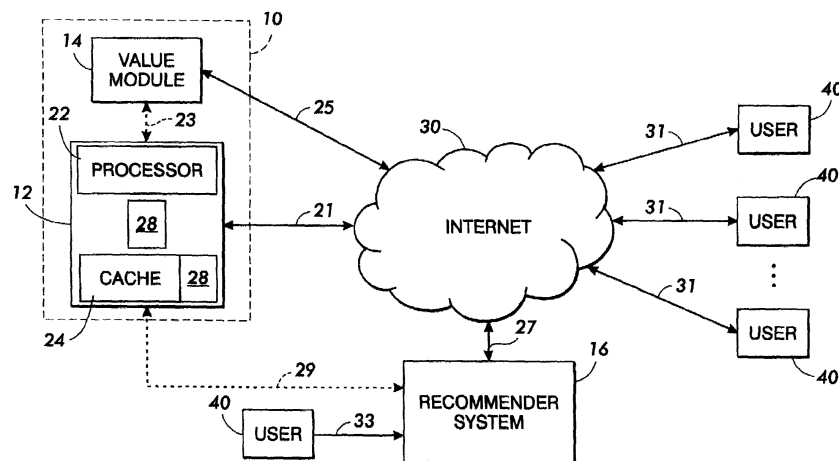 10
14
VALUE
MODULE
22
23
25
30
40
31
USER
PROCESSOR
12
28
21
INTERNET
31
40
USER
CACHE
28
24
31
40
USER
27
16
29
RECOMMENDER
SYSTEM
40
USER
33
40